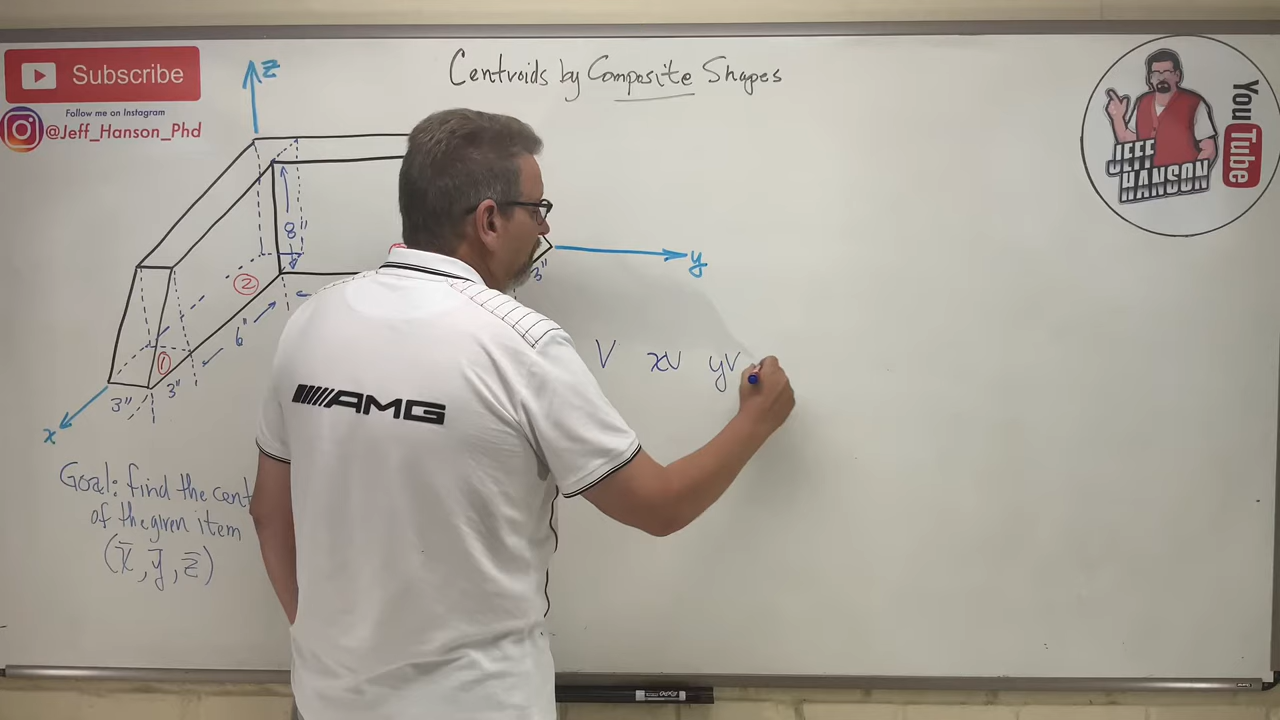 Subscribe
Follow me on Instagram
@Jeff_Hanson_Phd
Centroids by Composite Shapes
JEFF
HANSON
YouTube
z
8"
y
3"
2
6"
1
3"
3"
x
V xV yV
AMG
Goal: find the
of the given item
(x̄, ȳ, z̄)